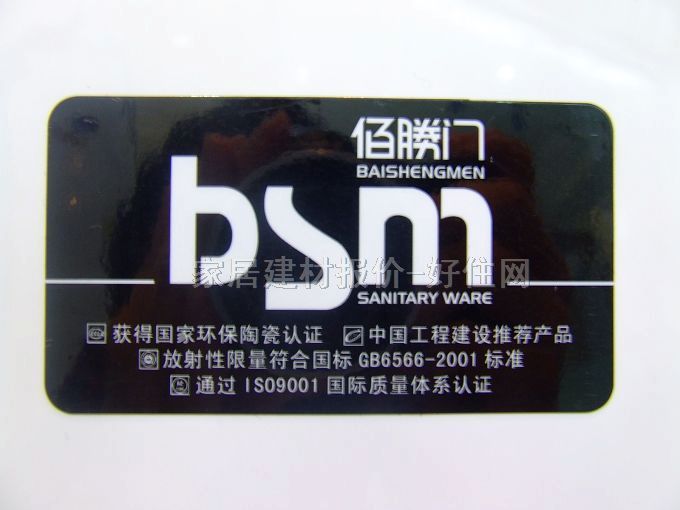 佰勝门
BAISHENGMEN
bsm
家居建材报价-好住网
SANITARY WARE
获得国家环保陶瓷认证 中国工程建设推荐产品
放射性限量符合国标 GB6566-2001 标准
通过 ISO9001 国际质量体系认证